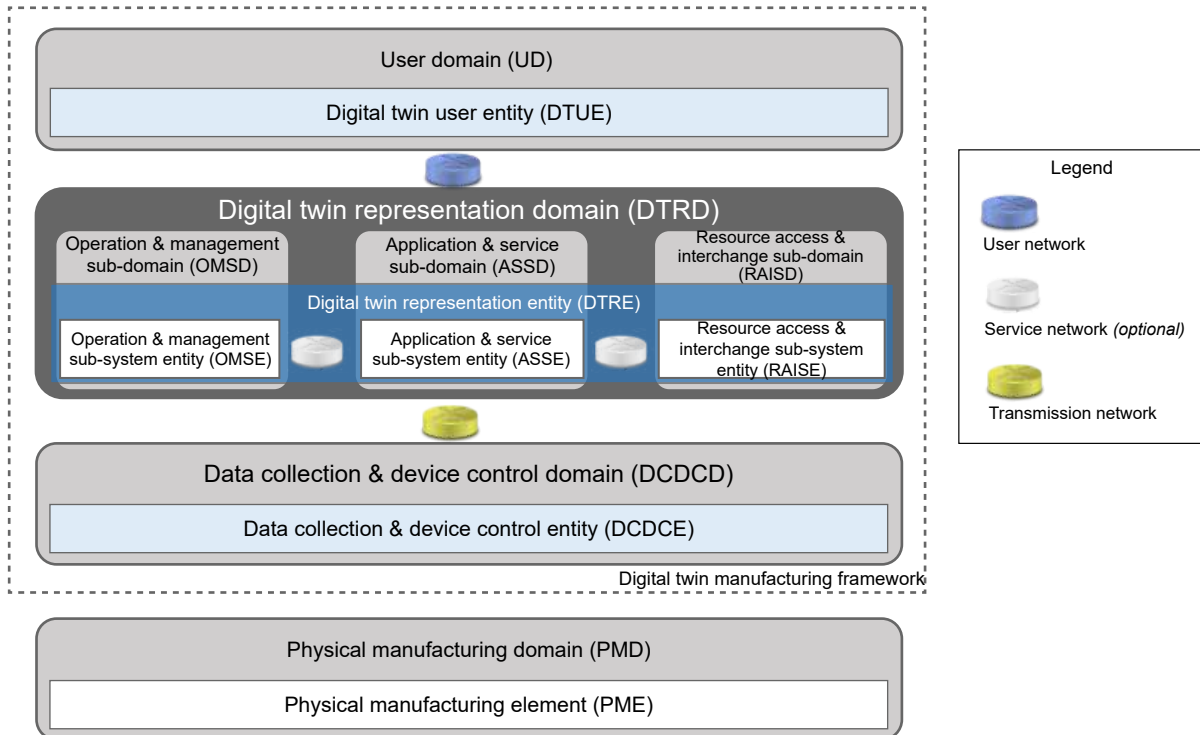 User domain (UD)
Digital twin user entity (DTUE)
Digital twin representation domain (DTRD)
Operation & management
sub-domain (OMSD)
Application & service
sub-domain (ASSD)
Resource access &
interchange sub-domain
(RAISD)
Digital twin representation entity (DTRE)
Operation & management
sub-system entity (OMSE)
Application & service
sub-system entity (ASSE)
Resource access &
interchange sub-system
entity (RAISE)
Data collection & device control domain (DCDCD)
Data collection & device control entity (DCDCE)
Digital twin manufacturing framework
Physical manufacturing domain (PMD)
Physical manufacturing element (PME)
Legend
User network
Service network (optional)
Transmission network